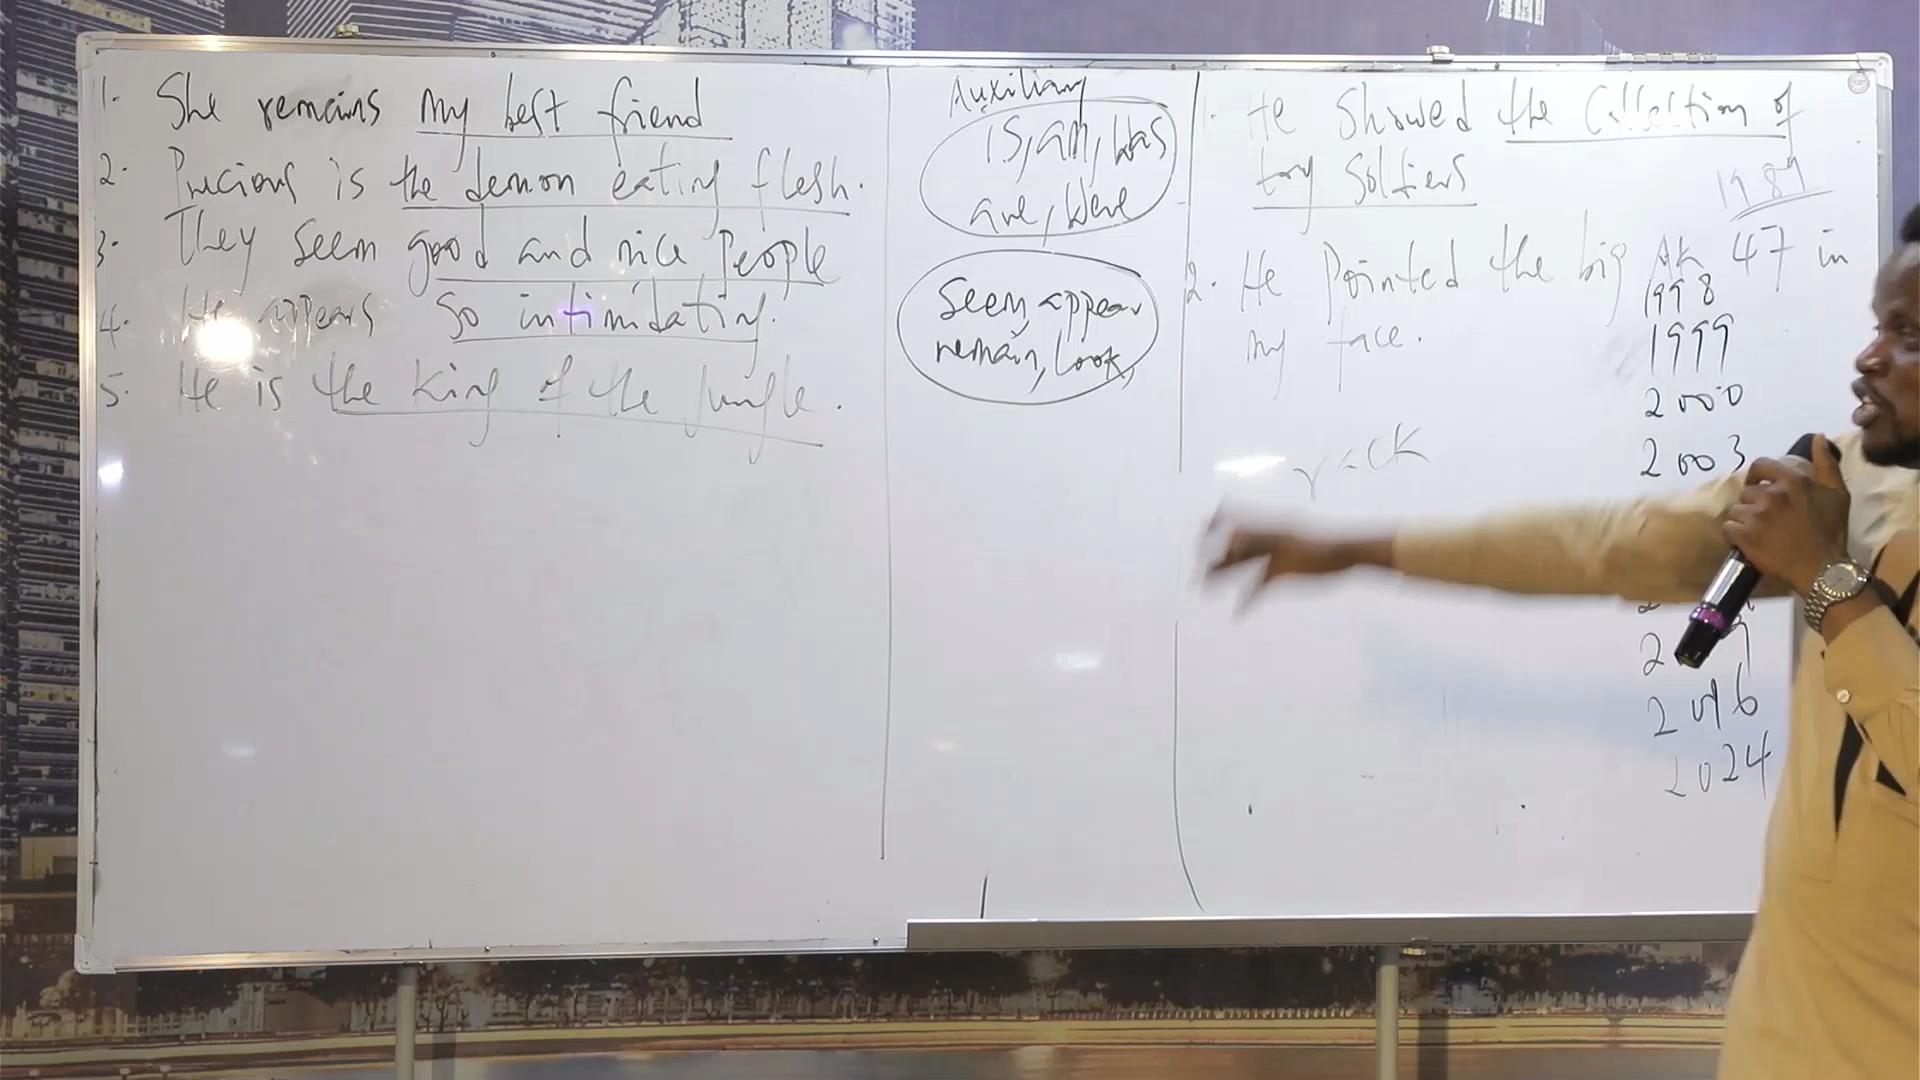 1. She remains my best friend
2. Precious is the demon eating flesh.
3. They seem good and nice People
4. He appears so intimidating.
5. He is the King of the Jungle.
Auxiliary
is, am, was
are, were
Seem, appear
remain, look,
1. He Showed the Collection of
toy Soldiers
1989
2. He Pointed the big AK 47 in
my face.
1998
1999
2000
2003
rack
2016
2024